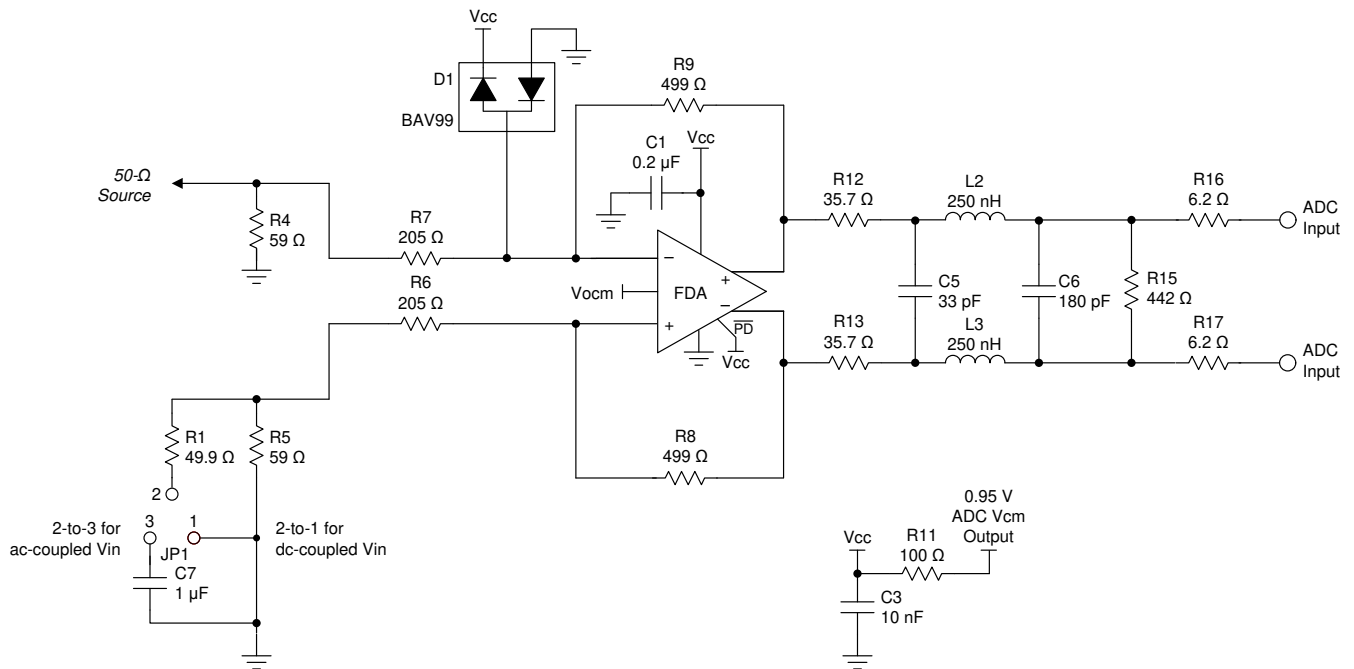 Vcc
D1
BAV99
R9
499 Ω
C1
0.2 µF
Vcc
50-Ω
Source
R4
59 Ω
R7
205 Ω
R6
205 Ω
Vocm
−
+
FDA
+
−
PD
Vcc
R12
35.7 Ω
L2
250 nH
R16
6.2 Ω
ADC
Input
C5
33 pF
C6
180 pF
R15
442 Ω
R13
35.7 Ω
L3
250 nH
R17
6.2 Ω
ADC
Input
R8
499 Ω
R1
49.9 Ω
R5
59 Ω
2
3
1
2-to-3 for
ac-coupled Vin
JP1
2-to-1 for
dc-coupled Vin
C7
1 µF
Vcc
R11
100 Ω
0.95 V
ADC Vcm
Output
C3
10 nF